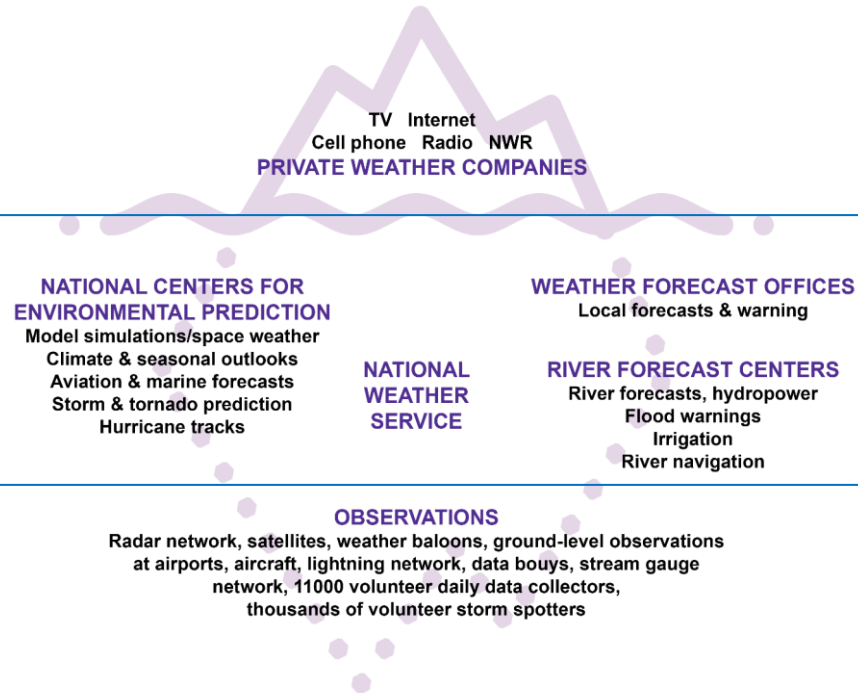 TV Internet
Cell phone Radio NWR
PRIVATE WEATHER COMPANIES
NATIONAL CENTERS FOR
ENVIRONMENTAL PREDICTION
Model simulations/space weather
Climate & seasonal outlooks
Aviation & marine forecasts
Storm & tornado prediction
Hurricane tracks
NATIONAL
WEATHER
SERVICE
WEATHER FORECAST OFFICES
Local forecasts & warning
RIVER FORECAST CENTERS
River forecasts, hydropower
Flood warnings
Irrigation
River navigation
OBSERVATIONS
Radar network, satellites, weather baloons, ground-level observations
at airports, aircraft, lightning network, data bouys, stream gauge
network, 11000 volunteer daily data collectors,
thousands of volunteer storm spotters